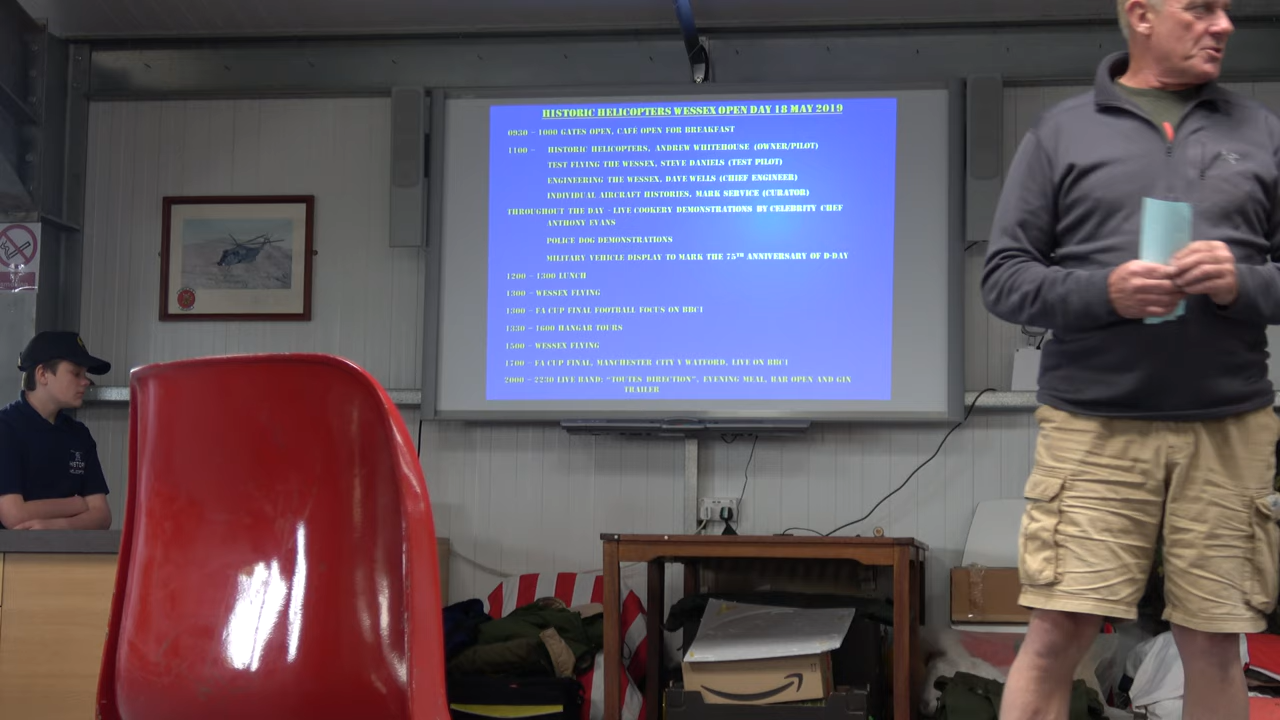 HISTORIC HELICOPTERS WESSEX OPEN DAY 18 MAY 2019
0930 – 1000 GATES OPEN, CAFE OPEN FOR BREAKFAST
1100 – HISTORIC HELICOPTERS, ANDREW WHITEHOUSE (OWNER/PILOT)
TEST FLYING THE WESSEX, STEVE DANIELS (TEST PILOT)
ENGINEERING THE WESSEX, DAVE WELLS (CHIEF ENGINEER)
INDIVIDUAL AIRCRAFT HISTORIES, MARK SERVICE (CURATOR)
THROUGHOUT THE DAY – LIVE COOKERY DEMONSTRATIONS BY CELEBRITY CHEF
ANTHONY EVANS
POLICE DOG DEMONSTRATIONS
MILITARY VEHICLE DISPLAY TO MARK THE 75TH ANNIVERSARY OF D-DAY
1200 – 1300 LUNCH
1300 – WESSEX FLYING
1300 – FA CUP FINAL FOOTBALL FOCUS ON BBC1
1330 – 1600 HANGAR TOURS
1500 – WESSEX FLYING
1700 – FA CUP FINAL, MANCHESTER CITY V WATFORD, LIVE ON BBC1
2000 – 2230 LIVE BAND: "TOUTES DIRECTION", EVENING MEAL, BAR OPEN AND GIN
TRAILER